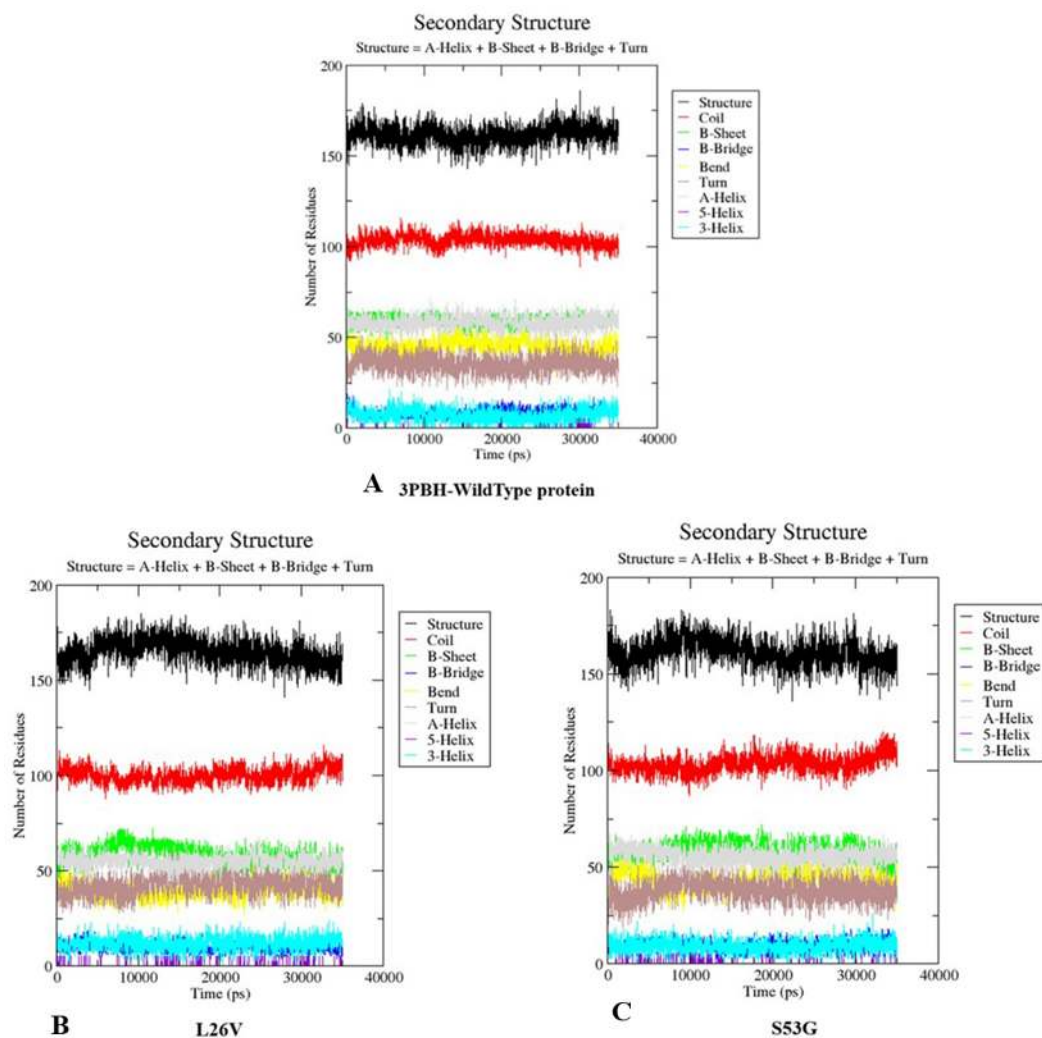 Secondary Structure
Structure = A-Helix + B-Sheet + B-Bridge + Turn
200
150
100
50
0
Number of Residues
0 10000 20000 30000 40000
Time (ps)
Structure
Coil
B-Sheet
B-Bridge
Bend
Turn
A-Helix
5-Helix
3-Helix
A 3PBH-WildType protein
Secondary Structure
Structure = A-Helix + B-Sheet + B-Bridge + Turn
200
150
100
50
0
Number of Residues
0 10000 20000 30000 40000
Time (ps)
Structure
Coil
B-Sheet
B-Bridge
Bend
Turn
A-Helix
5-Helix
3-Helix
B L26V
Secondary Structure
Structure = A-Helix + B-Sheet + B-Bridge + Turn
200
150
100
50
0
Number of Residues
0 10000 20000 30000 40000
Time (ps)
Structure
Coil
B-Sheet
B-Bridge
Bend
Turn
A-Helix
5-Helix
3-Helix
C S53G